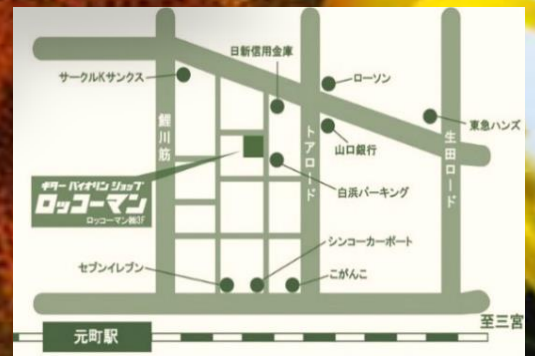 日新信用金庫
サークルKサンクス
ローソン
東急ハンズ
鯉川筋
トアロード
山口銀行
生田ロード
白浜パーキング
ギター バイオリン ショップ
ロッコーマン
ロッコーマン㈱3F
シンコーカーポート
セブンイレブン
こがんこ
至三宮
元町駅